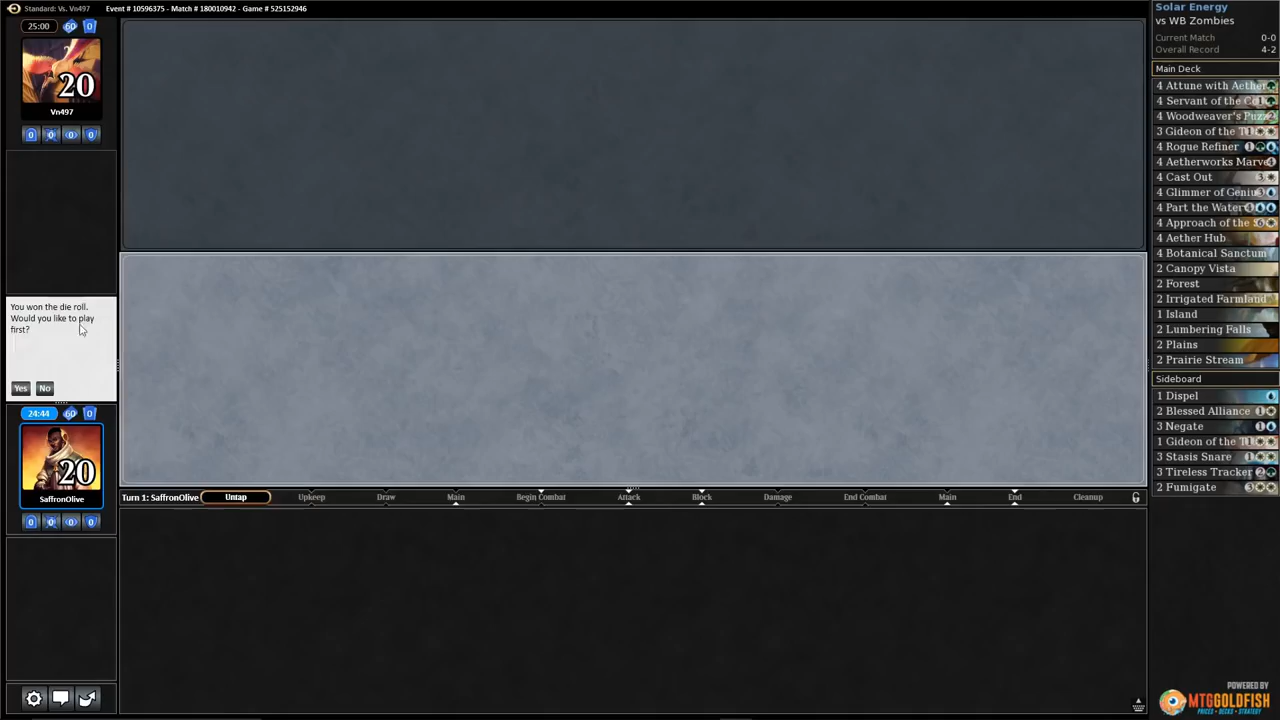 Standard: Vs. Vn497
Event # 10596375 - Match # 180010942 - Game # 525152946
25:00 60 0
20
Vn497
0 0 0 0
You won the die roll.
Would you like to play
first?
Yes No
24:44 60 0
20
SaffronOlive
0 0 0 0
Turn 1: SaffronOlive Untap Upkeep Draw Main Begin Combat Attack Block Damage End Combat Main End Cleanup
Solar Energy
vs WB Zombies
Current Match 0-0
Overall Record 4-2
Main Deck
4 Attune with Aether
4 Servant of the Co
4 Woodweaver's Puz
3 Gideon of the T
4 Rogue Refiner
4 Aetherworks Marve
4 Cast Out
4 Glimmer of Geniu
4 Part the Water
4 Approach of the
4 Aether Hub
4 Botanical Sanctum
2 Canopy Vista
2 Forest
2 Irrigated Farmland
1 Island
2 Lumbering Falls
2 Plains
2 Prairie Stream
Sideboard
1 Dispel
2 Blessed Alliance
3 Negate
1 Gideon of the T
3 Stasis Snare
3 Tireless Tracker
2 Fumigate
POWERED BY
MTGGOLDFISH
PRICES - DECKS - STRATEGY